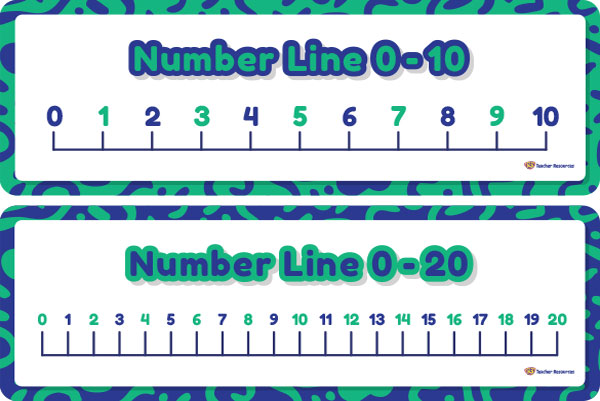 Number Line 0 - 10
0 1 2 3 4 5 6 7 8 9 10
Teacher Resources
Number Line 0 - 20
0 1 2 3 4 5 6 7 8 9 10 11 12 13 14 15 16 17 18 19 20
Teacher Resources